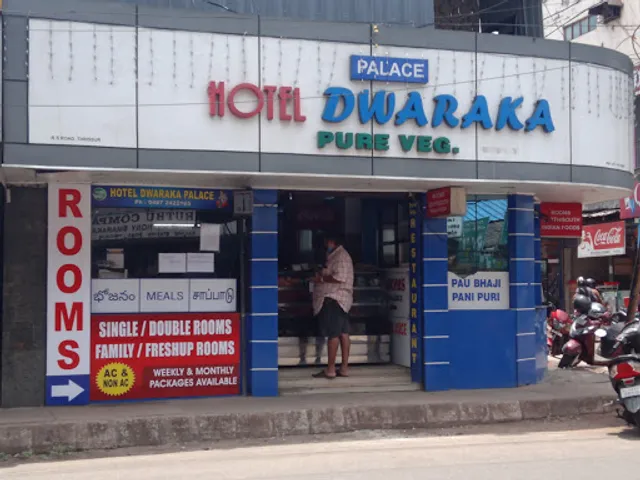 PALACE
HOTEL DWARAKA
PURE VEG.
HOTEL DWARAKA PALACE
ROOMS
భోజనం
MEALS
சாப்பாடு
SINGLE / DOUBLE ROOMS
FAMILY / FRESHUP ROOMS
AC &
NON AC
WEEKLY & MONTHLY
PACKAGES AVAILABLE
RESTAURANT
PAU BHAJI
PANI PURI
Coca-Cola